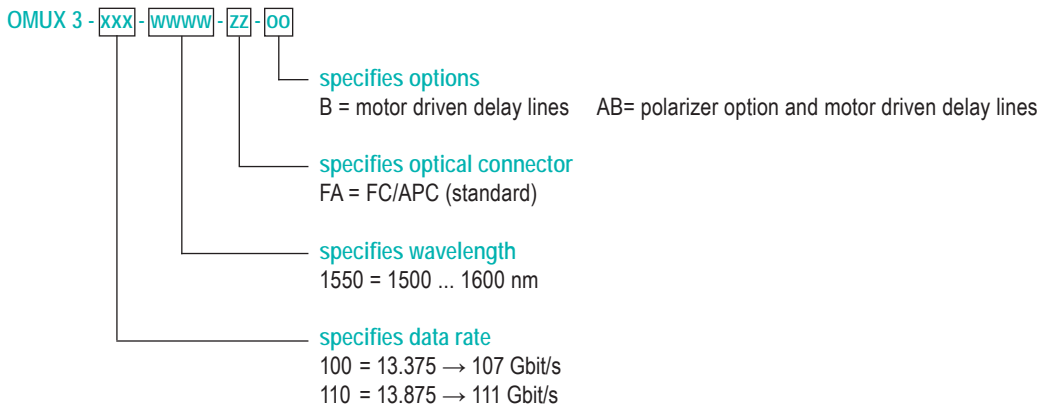 OMUX 3 - xxx - wwww - zz - oo
specifies options
B = motor driven delay lines AB= polarizer option and motor driven delay lines
specifies optical connector
FA = FC/APC (standard)
specifies wavelength
1550 = 1500 ... 1600 nm
specifies data rate
100 = 13.375 → 107 Gbit/s
110 = 13.875 → 111 Gbit/s